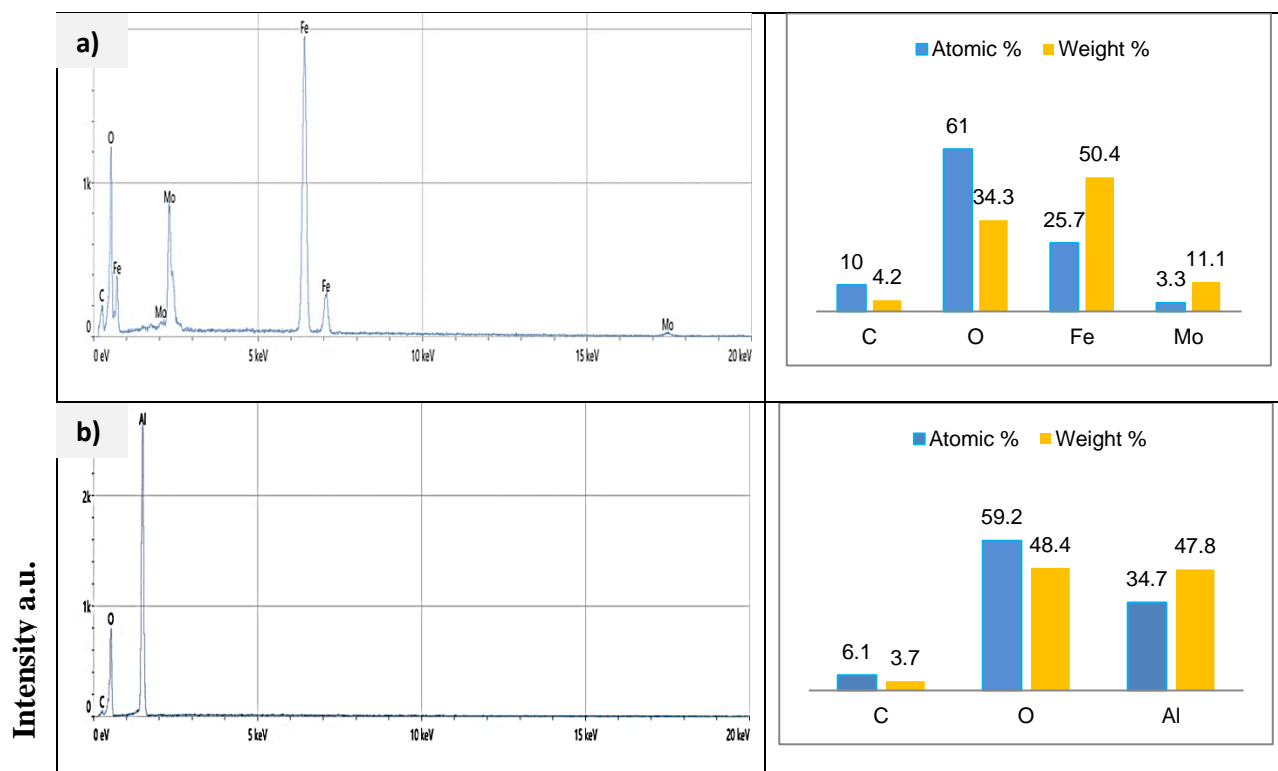 a)
Fe
O
1k
Mo
Fe
C
Mo
Fe
Mo
0
0 eV 5 keV 10 keV 15 keV 20 keV
Atomic % Weight %
61
50.4
34.3
25.7
10
4.2
3.3
11.1
C O Fe Mo
b)
Al
2k
1k
O
C
0
0 eV 5 keV 10 keV 15 keV 20 keV
Intensity a.u.
Atomic % Weight %
59.2
48.4
47.8
34.7
6.1
3.7
C O Al